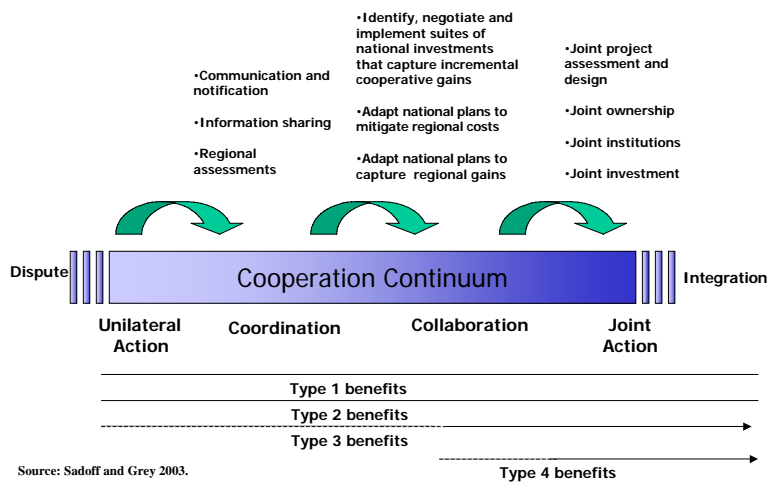 •Communication and
notification
•Information sharing
•Regional
assessments
•Identify, negotiate and
implement suites of
national investments
that capture incremental
cooperative gains
•Adapt national plans to
mitigate regional costs
•Adapt national plans to
capture regional gains
•Joint project
assessment and
design
•Joint ownership
•Joint institutions
•Joint investment
Dispute
Cooperation Continuum
Integration
Unilateral
Action
Coordination
Collaboration
Joint
Action
Type 1 benefits
Type 2 benefits
Type 3 benefits
Type 4 benefits
Source: Sadoff and Grey 2003.